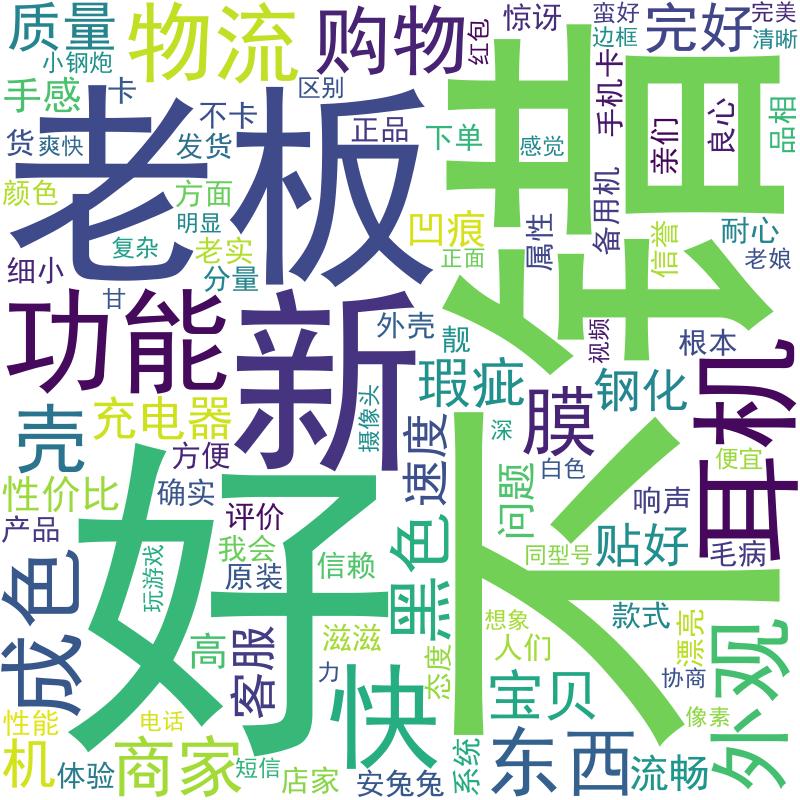 质量
物流
购物
红包
惊讶
蛮好
边框
完好
完美
清晰
小钢炮
手感
卡
不卡
区别
正品
下单
感觉
手机卡
亲们
良心
品相
货
爽快
发货
老板
不错
颜色
方面
明显
复杂
老实
分量
凹痕
正面
属性
备用机
信誉
耐心
老娘
细小
甘
功能
新
外壳
靓
视频
根本
瑕疵
钢化
耳机
壳
充电器
摄像头
速度
深
膜
白色
便宜
方便
性价比
确实
评价
问题
响声
产品
好
我会
信赖
黑色
同型号
贴好
毛病
成色
玩游戏
原装
款式
想象
人们
漂亮
外观
高
客服
滋滋
力
快
态度
宝贝
协商
像素
性能
电话
机
体验
商家
短信
店家
安兔兔
系统
东西
流畅